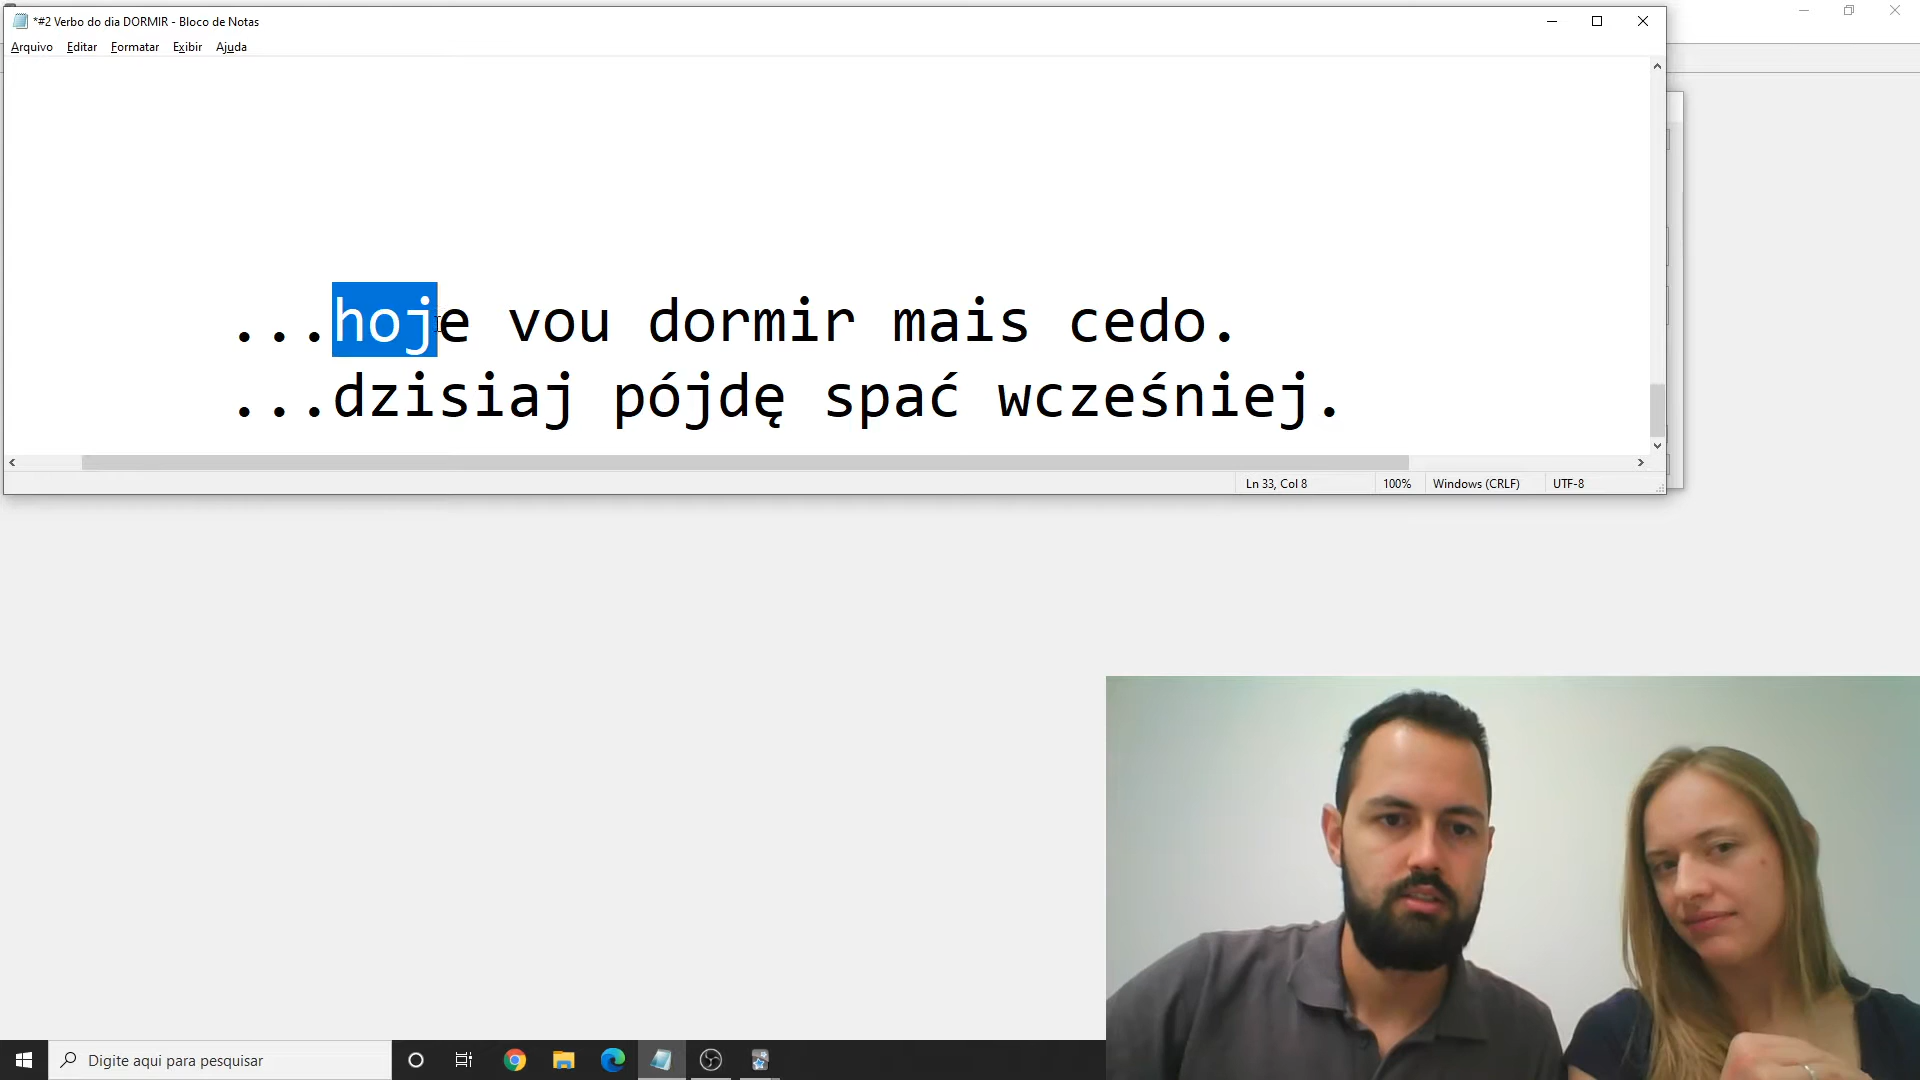 *#2 Verbo do dia DORMIR - Bloco de Notas
Arquivo Editar Formatar Exibir Ajuda
...hoje vou dormir mais cedo.
...dzisiaj pójdę spać wcześniej.
Ln 33, Col 8 100% Windows (CRLF) UTF-8
Digite aqui para pesquisar